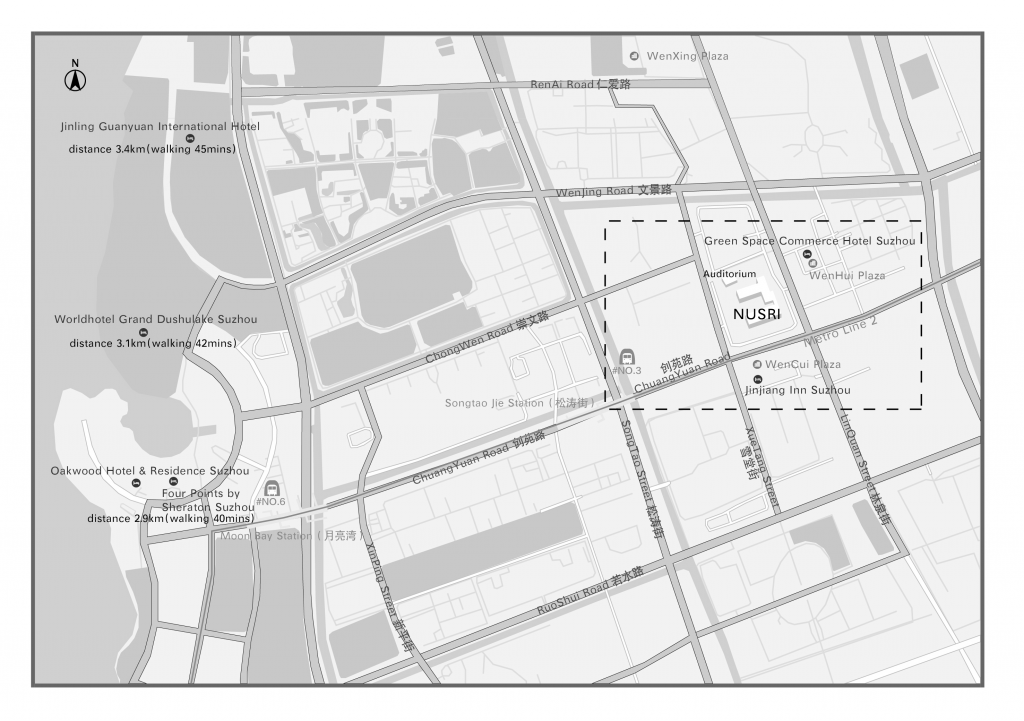 N
WenXing Plaza
RenAi Road 仁爱路
Jinling Guanyuan International Hotel
distance 3.4km(walking 45mins)
WenJing Road 文景路
Green Space Commerce Hotel Suzhou
Auditorium
WenHui Plaza
NUSRI
Worldhotel Grand Dushulake Suzhou
distance 3.1km(walking 42mins)
ChongWen Road 崇文路
Metro Line 2
#NO.3
创苑路
ChuangYuan Road
WenCui Plaza
Jinjiang Inn Suzhou
Songtao Jie Station (松涛街)
ChuangYuan Road 创苑路
SongTao Street 松涛街
XueTang Street
雪堂街
LinQuan Street 林泉街
Oakwood Hotel & Residence Suzhou
Four Points by
Sheraton Suzhou
distance 2.9km(walking 40mins)
#NO.6
Moon Bay Station (月亮湾)
XinPing Street 新平街
RuoShui Road 若水路